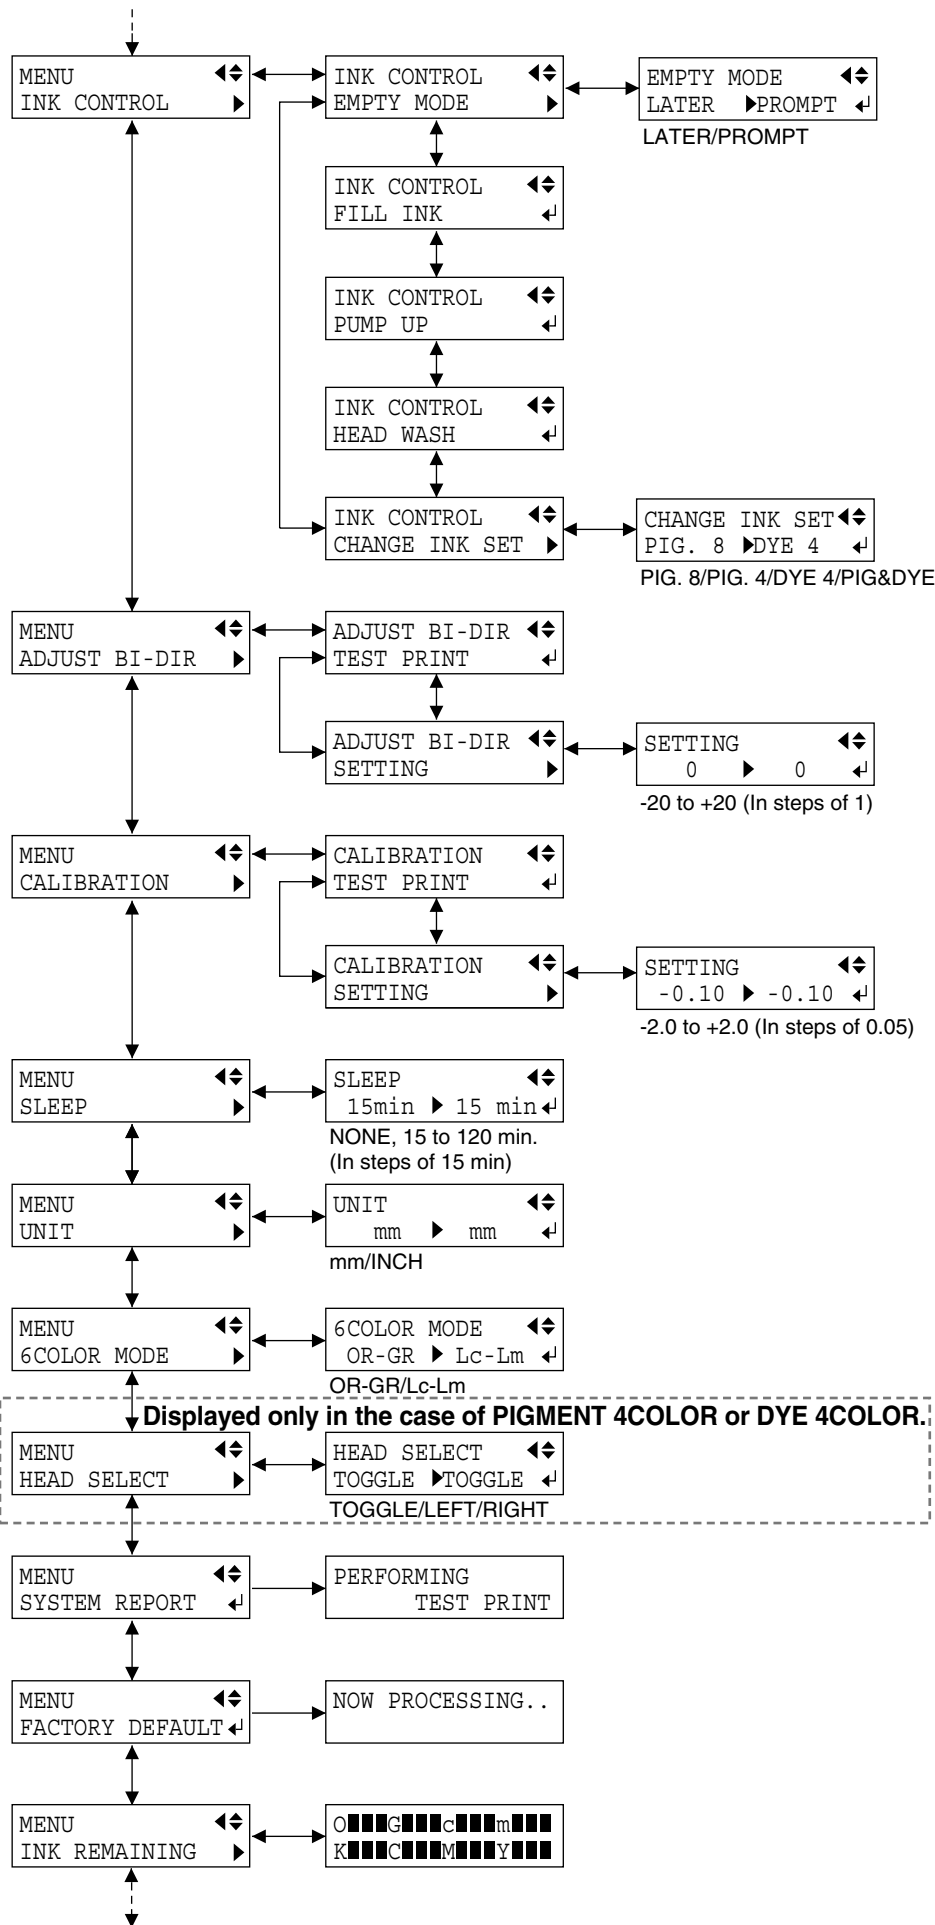 MENU
INK CONTROL
INK CONTROL
EMPTY MODE
EMPTY MODE
LATER PROMPT
LATER/PROMPT
INK CONTROL
FILL INK
INK CONTROL
PUMP UP
INK CONTROL
HEAD WASH
INK CONTROL
CHANGE INK SET
CHANGE INK SET
PIG. 8 DYE 4
PIG. 8/PIG. 4/DYE 4/PIG&DYE
MENU
ADJUST BI-DIR
ADJUST BI-DIR
TEST PRINT
ADJUST BI-DIR
SETTING
SETTING
0 0
-20 to +20 (In steps of 1)
MENU
CALIBRATION
CALIBRATION
TEST PRINT
CALIBRATION
SETTING
SETTING
-0.10 -0.10
-2.0 to +2.0 (In steps of 0.05)
MENU
SLEEP
SLEEP
15min 15 min
NONE, 15 to 120 min.
(In steps of 15 min)
MENU
UNIT
UNIT
mm mm
mm/INCH
MENU
6COLOR MODE
6COLOR MODE
OR-GR Lc-Lm
OR-GR/Lc-Lm
Displayed only in the case of PIGMENT 4COLOR or DYE 4COLOR.
MENU
HEAD SELECT
HEAD SELECT
TOGGLE TOGGLE
TOGGLE/LEFT/RIGHT
MENU
SYSTEM REPORT
PERFORMING
TEST PRINT
MENU
FACTORY DEFAULT
NOW PROCESSING..
MENU
INK REMAINING
O G c m
K C M Y